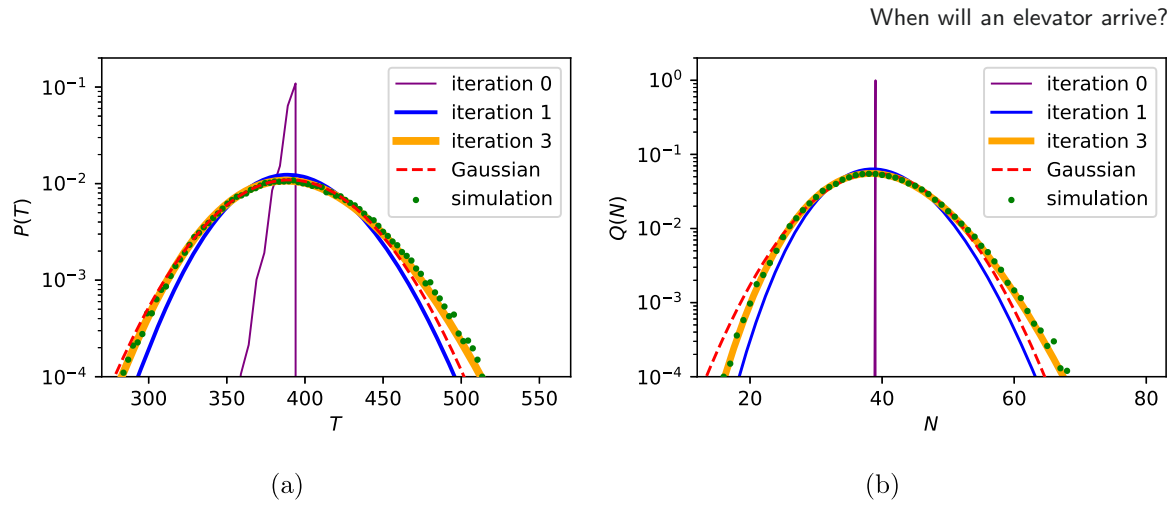 When will an elevator arrive?
10^{-1}
10^{-2}
10^{-3}
10^{-4}
P(T)
300 350 400 450 500 550
T
iteration 0
iteration 1
iteration 3
Gaussian
simulation
(a)
10^{0}
10^{-1}
10^{-2}
10^{-3}
10^{-4}
Q(N)
20 40 60 80
N
iteration 0
iteration 1
iteration 3
Gaussian
simulation
(b)